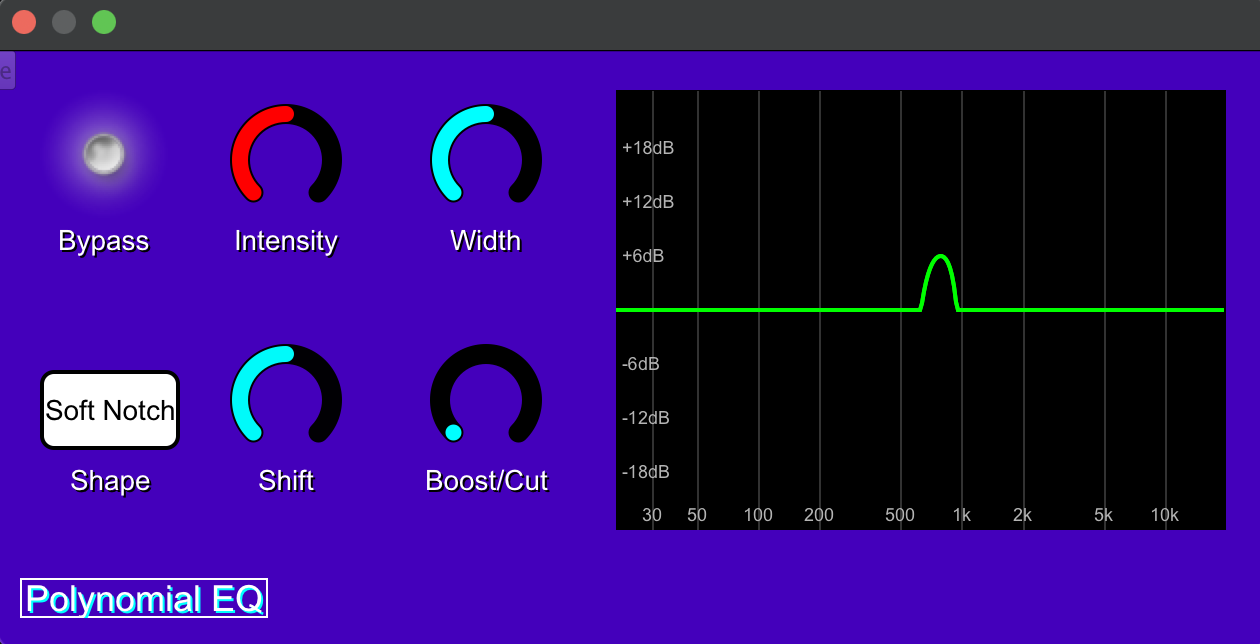 e
Bypass
Intensity
Width
Soft Notch
Shape
Shift
Boost/Cut
+18dB
+12dB
+6dB
-6dB
-12dB
-18dB
30 50 100 200 500 1k 2k 5k 10k
Polynomial EQ